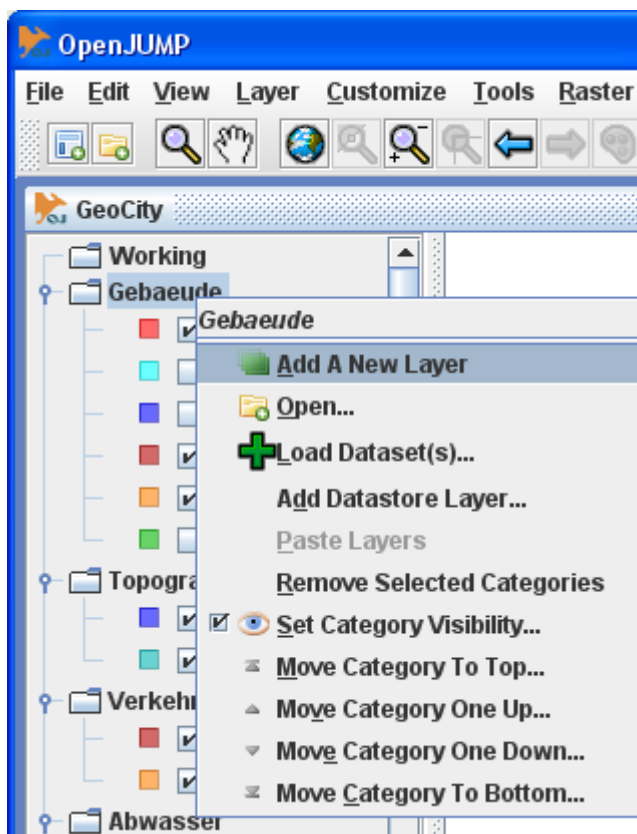 OpenJUMP
File Edit View Layer Customize Tools Raster
GeoCity
Working
Gebaeude
Gebaeude
Add A New Layer
Open...
Load Dataset(s)...
Add Datastore Layer...
Paste Layers
Remove Selected Categories
Set Category Visibility...
Move Category To Top...
Move Category One Up...
Move Category One Down...
Move Category To Bottom...
Topogra
Verkehr
Abwasser